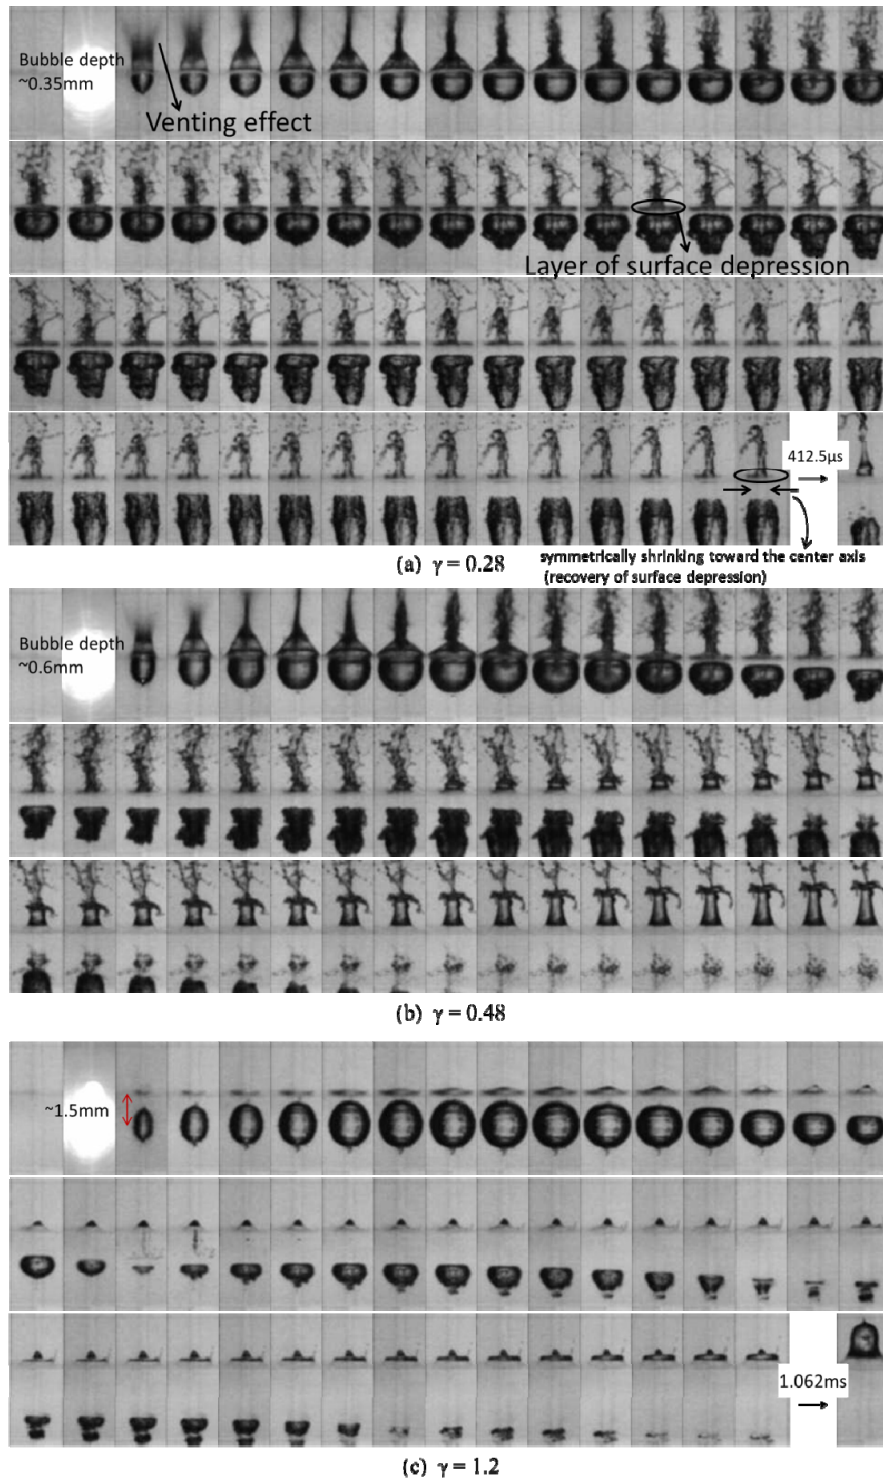 Bubble depth
~0.35mm
Venting effect
Layer of surface depression
412.5µs
symmetrically shrinking toward the center axis
(recovery of surface depression)
(a) γ = 0.28
Bubble depth
~0.6mm
(b) γ = 0.48
~1.5mm
1.062ms
(c) γ = 1.2